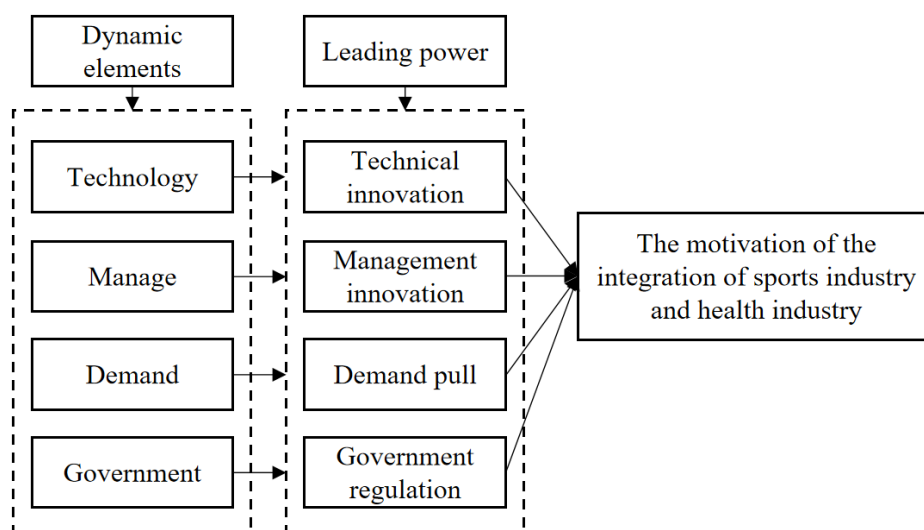 Dynamic
elements
Leading power
Technology
Technical
innovation
Manage
Management
innovation
The motivation of the
integration of sports industry
and health industry
Demand
Demand pull
Government
Government
regulation